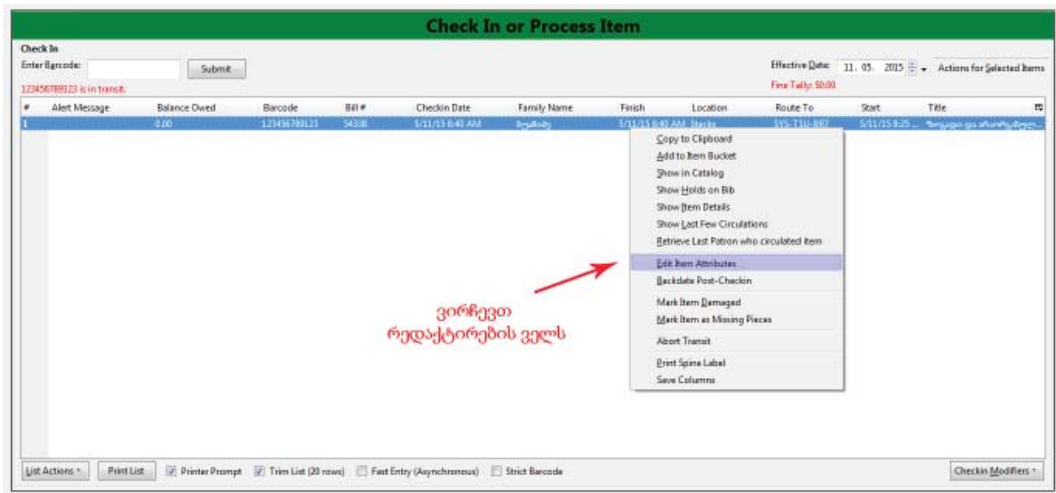 Check In or Process Item
Check In
Enter Barcode: Submit Effective Date: 11. 05. 2015 Actions for Selected Items
123456789123 is in transit. Fine Tally: $0.00
# Alert Message Balance Owed Barcode Bill # Checkin Date Family Name Finish Location Route To Start Title
1 0.00 123456789123 54338 5/11/15 8:40 AM 5/11/15 8:40 AM Stacks SYS-TSU-BR7 5/11/15 8:25 ...
Copy to Clipboard
Add to Item Bucket
Show in Catalog
Show Holds on Bib
Show Item Details
Show Last Few Circulations
Retrieve Last Patron who circulated item
Edit Item Attributes
Backdate Post-Checkin
Mark Item Damaged
Mark Item as Missing Pieces
Abort Transit
Print Spine Label
Save Columns
ვირჩევთ
რედაქტირების ველს
List Actions Print List Printer Prompt Trim List (20 rows) Fast Entry (Asynchronous) Strict Barcode Checkin Modifiers